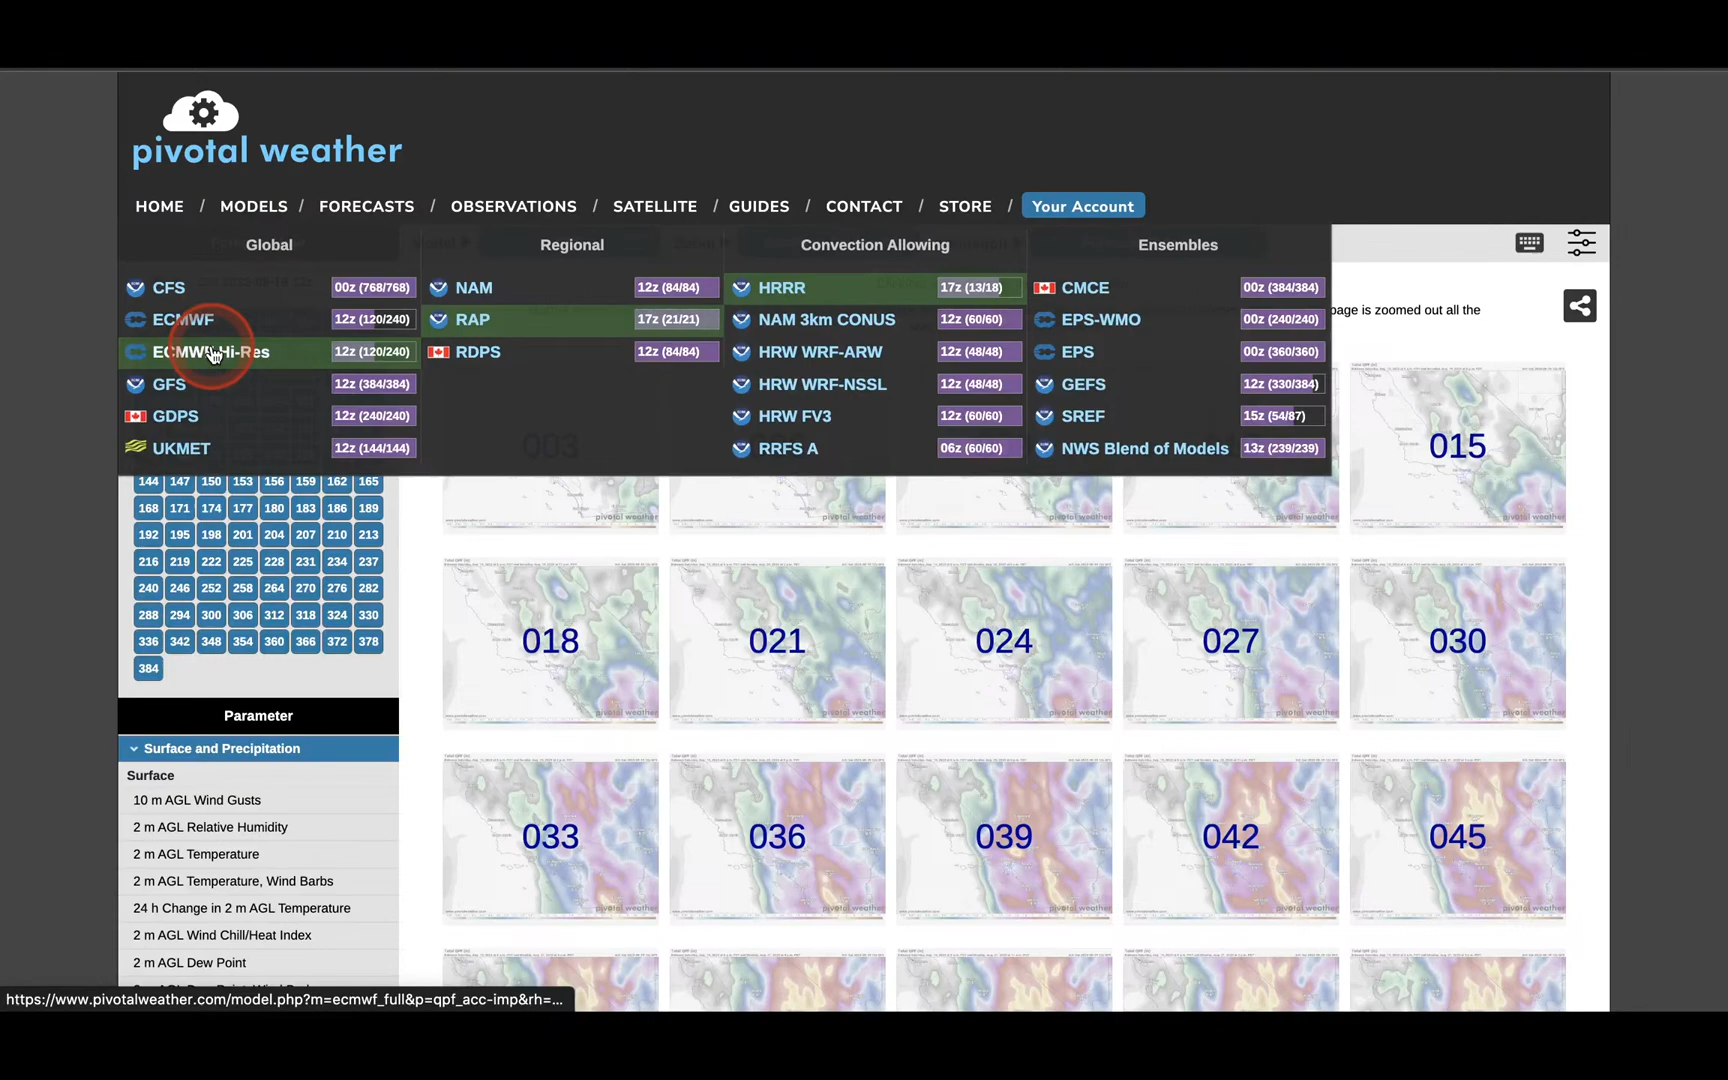 pivotal weather
HOME / MODELS / FORECASTS / OBSERVATIONS / SATELLITE / GUIDES / CONTACT / STORE / Your Account
Global Regional Convection Allowing Ensembles
CFS 00z (768/768) NAM 12z (84/84) HRRR 17z (13/18) CMCE 00z (384/384)
ECMWF 12z (120/240) RAP 17z (21/21) NAM 3km CONUS 12z (60/60) EPS-WMO 00z (240/240)
ECMWF Hi-Res 12z (120/240) RDPS 12z (84/84) HRW WRF-ARW 12z (48/48) EPS 00z (360/360)
GFS 12z (384/384) HRW WRF-NSSL 12z (48/48) GEFS 12z (330/384)
GDPS 12z (240/240) HRW FV3 12z (60/60) SREF 15z (54/87)
UKMET 12z (144/144) RRFS A 06z (60/60) NWS Blend of Models 13z (239/239)
page is zoomed out all the
003 015
144 147 150 153 156 159 162 165
168 171 174 177 180 183 186 189
192 195 198 201 204 207 210 213
216 219 222 225 228 231 234 237
240 246 252 258 264 270 276 282
288 294 300 306 312 318 324 330
336 342 348 354 360 366 372 378
384
018 021 024 027 030
033 036 039 042 045
Parameter
Surface and Precipitation
Surface
10 m AGL Wind Gusts
2 m AGL Relative Humidity
2 m AGL Temperature
2 m AGL Temperature, Wind Barbs
24 h Change in 2 m AGL Temperature
2 m AGL Wind Chill/Heat Index
2 m AGL Dew Point
https://www.pivotalweather.com/model.php?m=ecmwf_full&p=qpf_acc-imp&rh=...